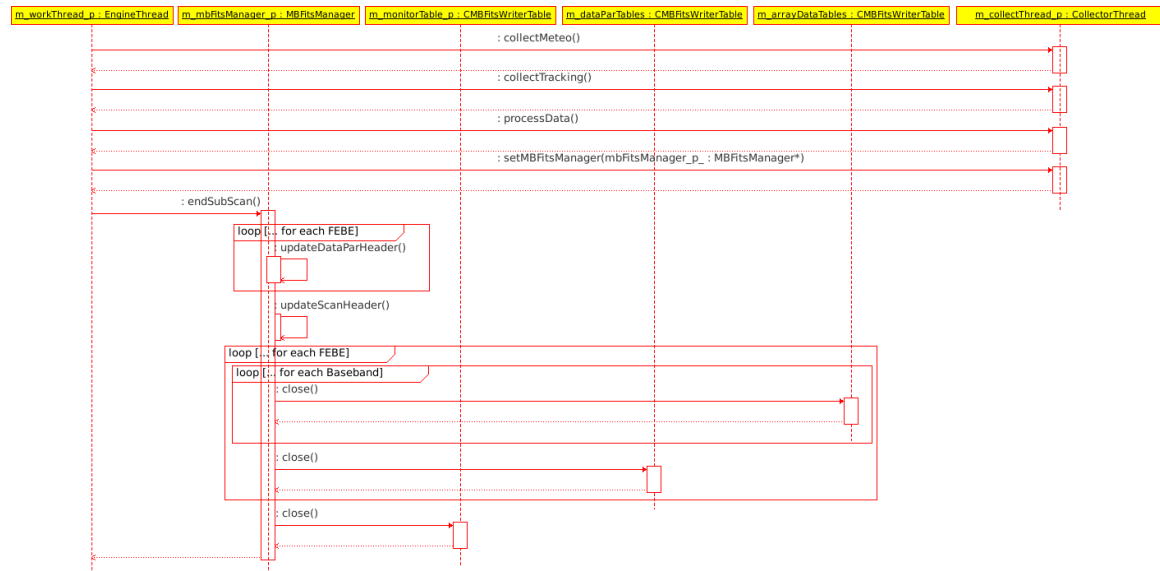 m_workThread_p : EngineThread
m_mbFitsManager_p : MBFitsManager
m_monitorTable_p : CMBFitsWriterTable
m_dataParTables : CMBFitsWriterTable
m_arrayDataTables : CMBFitsWriterTable
m_collectThread_p : CollectorThread
: collectMeteo()
: collectTracking()
: processData()
: setMBFitsManager(mbFitsManager_p_ : MBFitsManager*)
: endSubScan()
loop [... for each FEBE]
: updateDataParHeader()
: updateScanHeader()
loop [... for each FEBE]
loop [... for each Baseband]
: close()
: close()
: close()